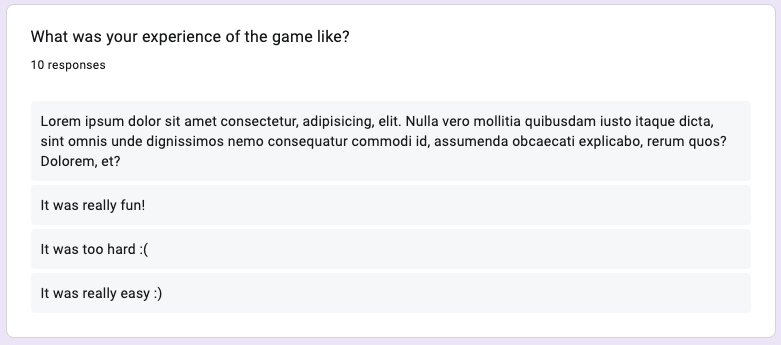 What was your experience of the game like?
10 responses
Lorem ipsum dolor sit amet consectetur, adipisicing, elit. Nulla vero mollitia quibusdam iusto itaque dicta,
sint omnis unde dignissimos nemo consequatur commodi id, assumenda obcaecati explicabo, rerum quos?
Dolorem, et?
It was really fun!
It was too hard :(
It was really easy :)